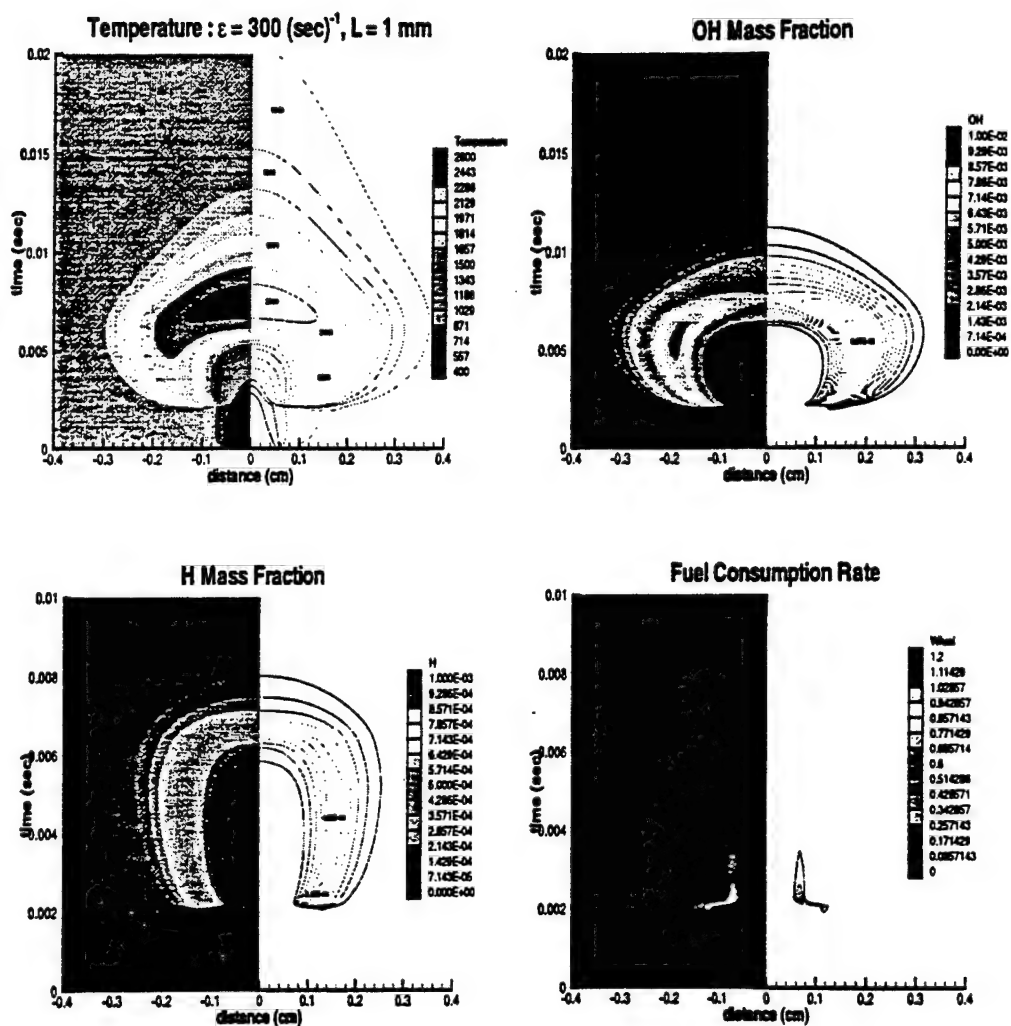 Temperature : ε = 300 (sec)⁻¹, L = 1 mm
0.02
0.015
0.01
0.005
0
time (sec)
-0.4 -0.3 -0.2 -0.1 0 0.1 0.2 0.3 0.4
distance (cm)
Temperature
2600
2443
2286
2129
1971
1814
1657
1500
1343
1186
1029
871
714
557
400
OH Mass Fraction
0.02
0.015
0.01
0.005
0
time (sec)
-0.4 -0.3 -0.2 -0.1 0 0.1 0.2 0.3 0.4
distance (cm)
OH
1.00E-02
9.29E-03
8.57E-03
7.86E-03
7.14E-03
6.43E-03
5.71E-03
5.00E-03
4.29E-03
3.57E-03
2.86E-03
2.14E-03
1.43E-03
7.14E-04
0.00E+00
H Mass Fraction
0.01
0.008
0.006
0.004
0.002
0
time (sec)
-0.4 -0.3 -0.2 -0.1 0 0.1 0.2 0.3 0.4
distance (cm)
H
1.000E-03
9.286E-04
8.571E-04
7.857E-04
7.143E-04
6.429E-04
5.714E-04
5.000E-04
4.286E-04
3.571E-04
2.857E-04
2.143E-04
1.429E-04
7.143E-05
0.000E+00
Fuel Consumption Rate
0.01
0.008
0.006
0.004
0.002
0
time (sec)
-0.4 -0.3 -0.2 -0.1 0 0.1 0.2 0.3 0.4
distance (cm)
Wfuel
1.2
1.11429
1.02857
0.942857
0.857143
0.771429
0.685714
0.6
0.514286
0.428571
0.342857
0.257143
0.171429
0.0857143
0